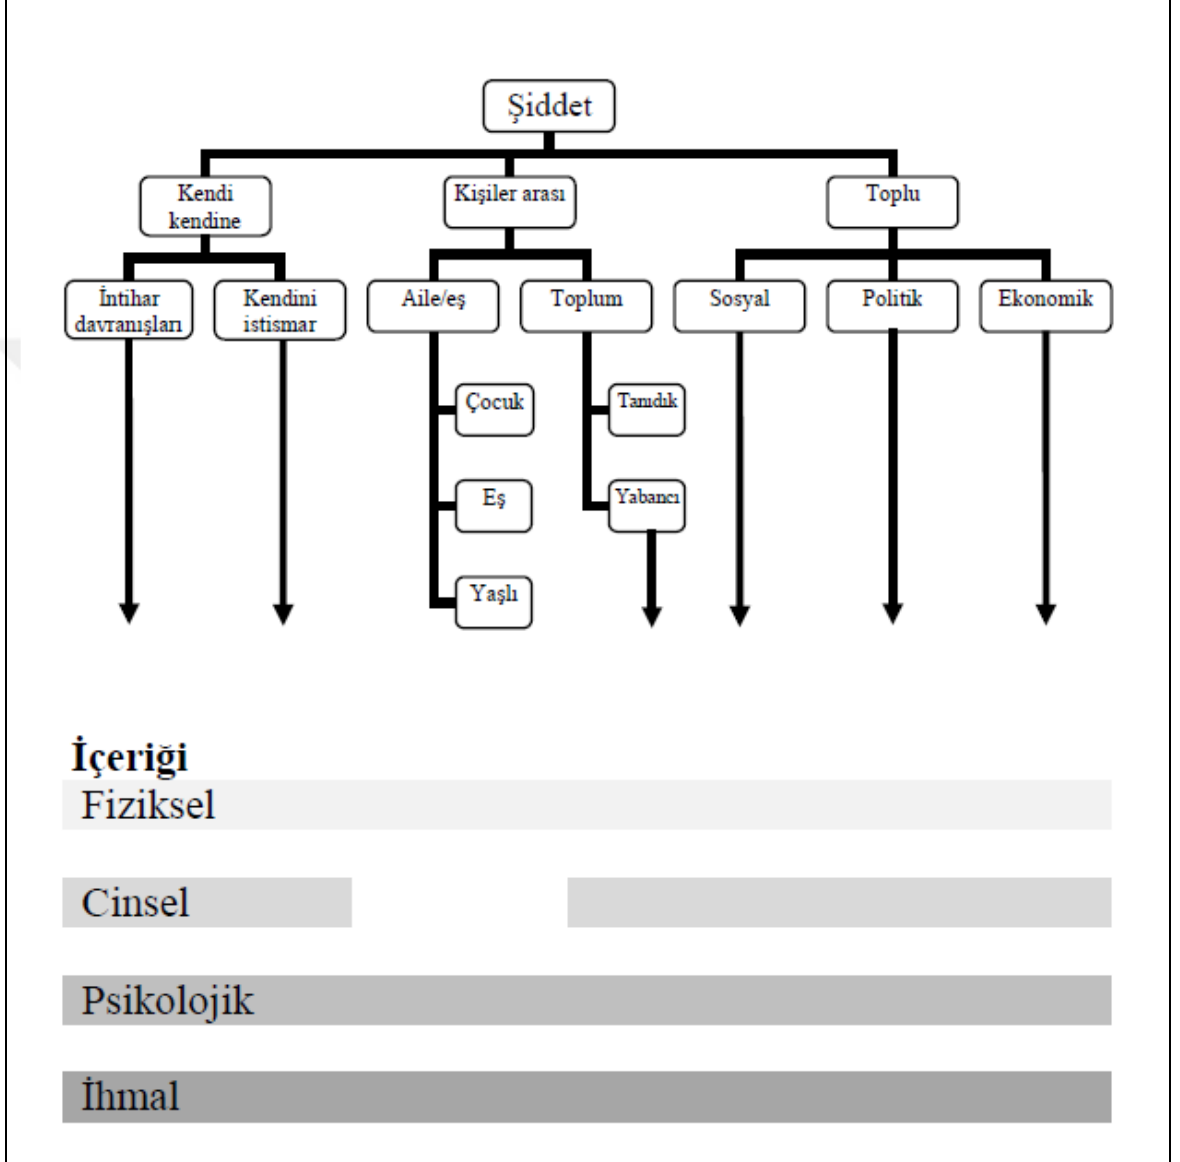 Şiddet
Kendi
kendine
Kişiler arası
Toplu
İntihar
davranışları
Kendini
istismar
Aile/eş
Toplum
Sosyal
Politik
Ekonomik
Çocuk
Tanıdık
Eş
Yabancı
Yaşlı
İçeriği
Fiziksel
Cinsel
Psikolojik
İhmal